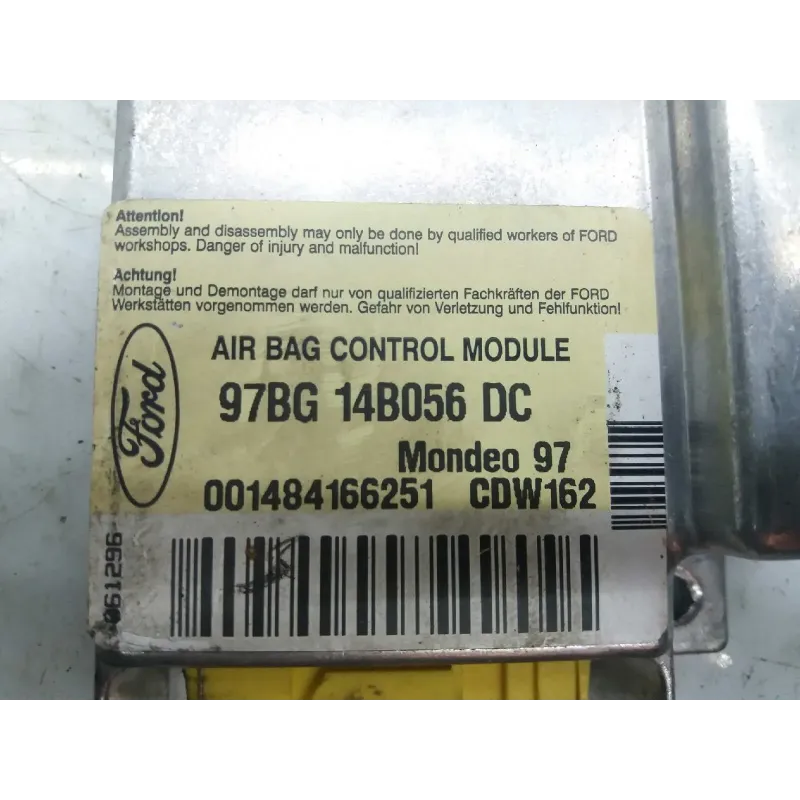 Attention!
Assembly and disassembly may only be done by qualified workers of FORD
workshops. Danger of injury and malfunction!
Achtung!
Montage und Demontage darf nur von qualifizierten Fachkräften der FORD
Werkstätten vorgenommen werden. Gefahr von Verletzung und Fehlfunktion!
Ford
AIR BAG CONTROL MODULE
97BG 14B056 DC
Mondeo 97
001484166251 CDW162
061296